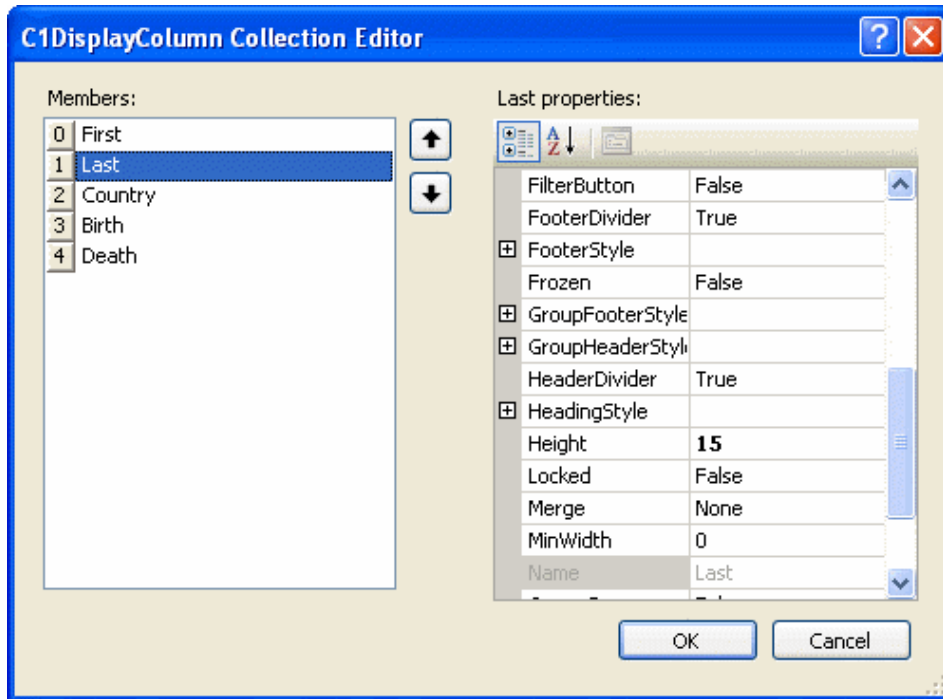 C1DisplayColumn Collection Editor
Members:
Last properties:
0 First
1 Last
2 Country
3 Birth
4 Death
FilterButton False
FooterDivider True
FooterStyle
Frozen False
GroupFooterStyle
GroupHeaderStyl
HeaderDivider True
HeadingStyle
Height 15
Locked False
Merge None
MinWidth 0
Name Last
OK Cancel